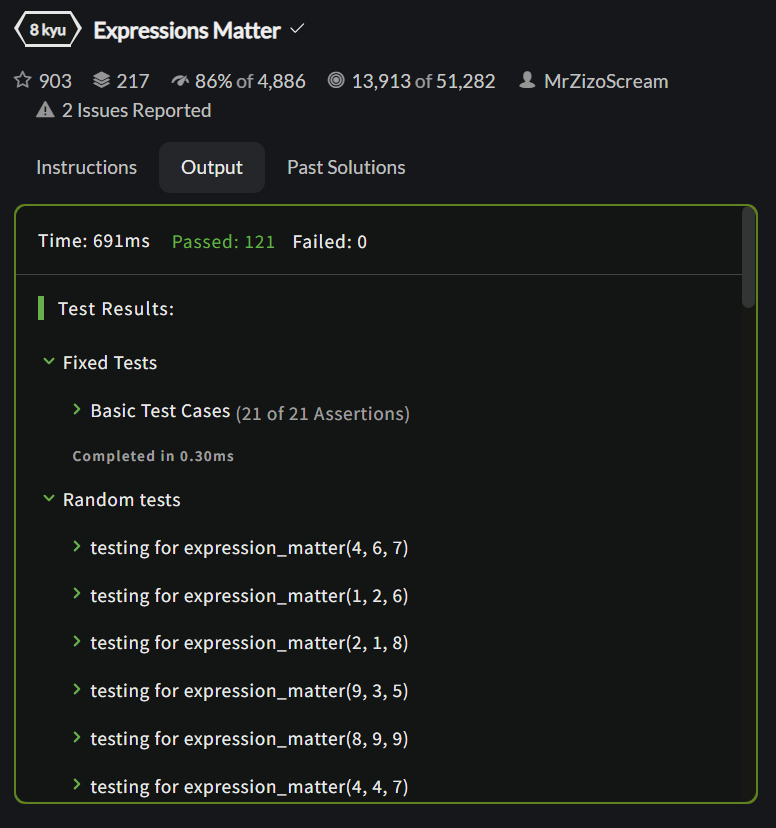 8 kyu Expressions Matter
903 217 86% of 4,886 13,913 of 51,282 MrZizoScream
2 Issues Reported
Instructions Output Past Solutions
Time: 691ms Passed: 121 Failed: 0
Test Results:
Fixed Tests
Basic Test Cases (21 of 21 Assertions)
Completed in 0.30ms
Random tests
testing for expression_matter(4, 6, 7)
testing for expression_matter(1, 2, 6)
testing for expression_matter(2, 1, 8)
testing for expression_matter(9, 3, 5)
testing for expression_matter(8, 9, 9)
testing for expression_matter(4, 4, 7)